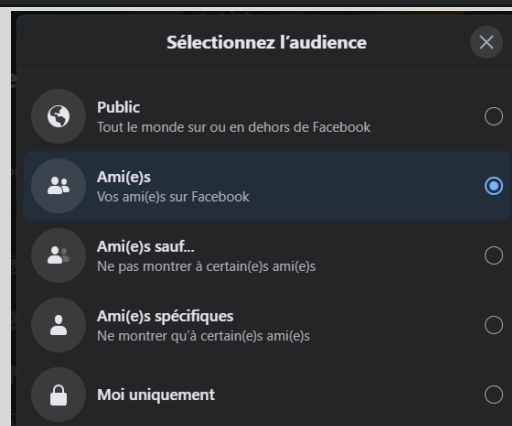 Sélectionnez l’audience
Public
Tout le monde sur ou en dehors de Facebook
Ami(e)s
Vos ami(e)s sur Facebook
Ami(e)s sauf...
Ne pas montrer à certain(e)s ami(e)s
Ami(e)s spécifiques
Ne montrer qu’à certain(e)s ami(e)s
Moi uniquement